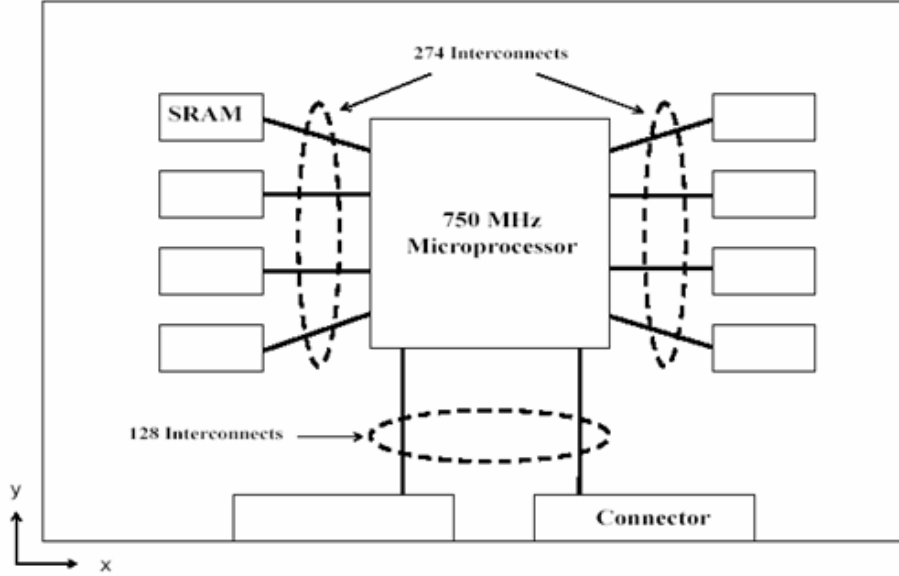 274 Interconnects
SRAM
750 MHz
Microprocessor
128 Interconnects
Connector
y
x